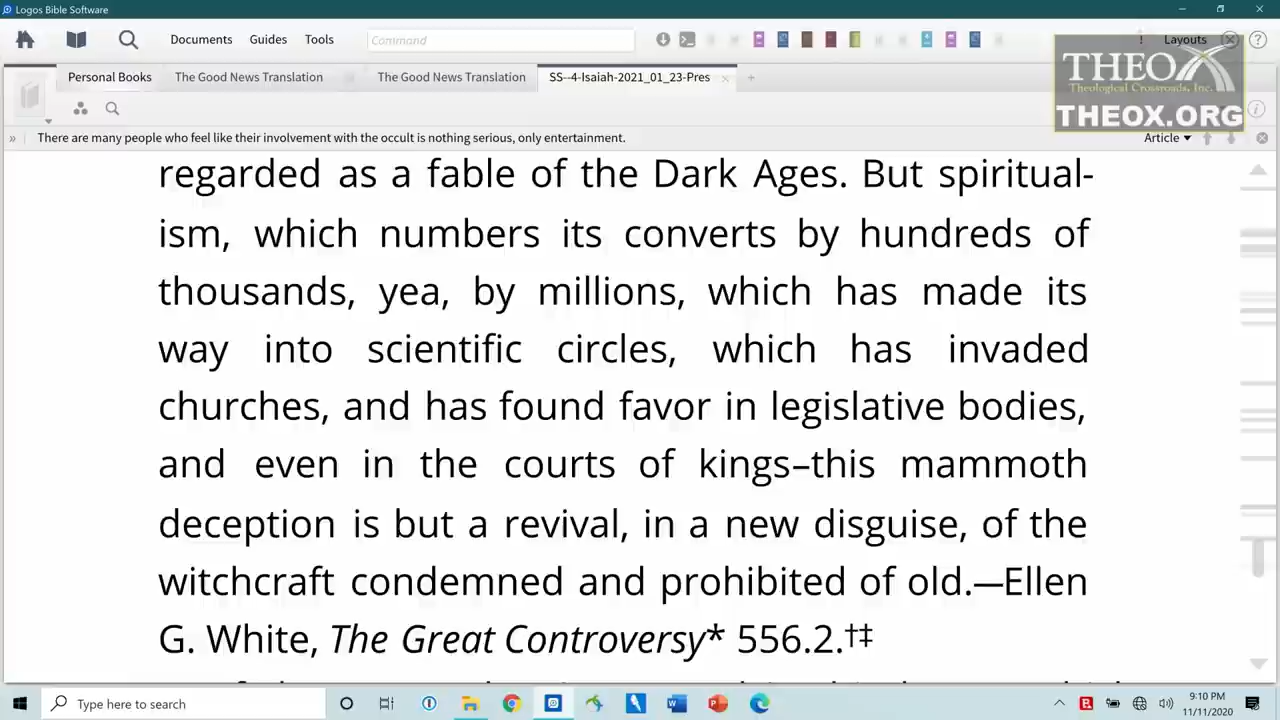 Logos Bible Software
Documents Guides Tools Command Layouts
THEOX
Theological Crossroads, Inc.
THEOX.ORG
Personal Books The Good News Translation The Good News Translation SS--4-Isaiah-2021_01_23-Pres
» There are many people who feel like their involvement with the occult is nothing serious, only entertainment. Article
regarded as a fable of the Dark Ages. But spiritual-
ism, which numbers its converts by hundreds of
thousands, yea, by millions, which has made its
way into scientific circles, which has invaded
churches, and has found favor in legislative bodies,
and even in the courts of kings–this mammoth
deception is but a revival, in a new disguise, of the
witchcraft condemned and prohibited of old.—Ellen
G. White, The Great Controversy* 556.2.†‡
Type here to search
9:10 PM
11/11/2020